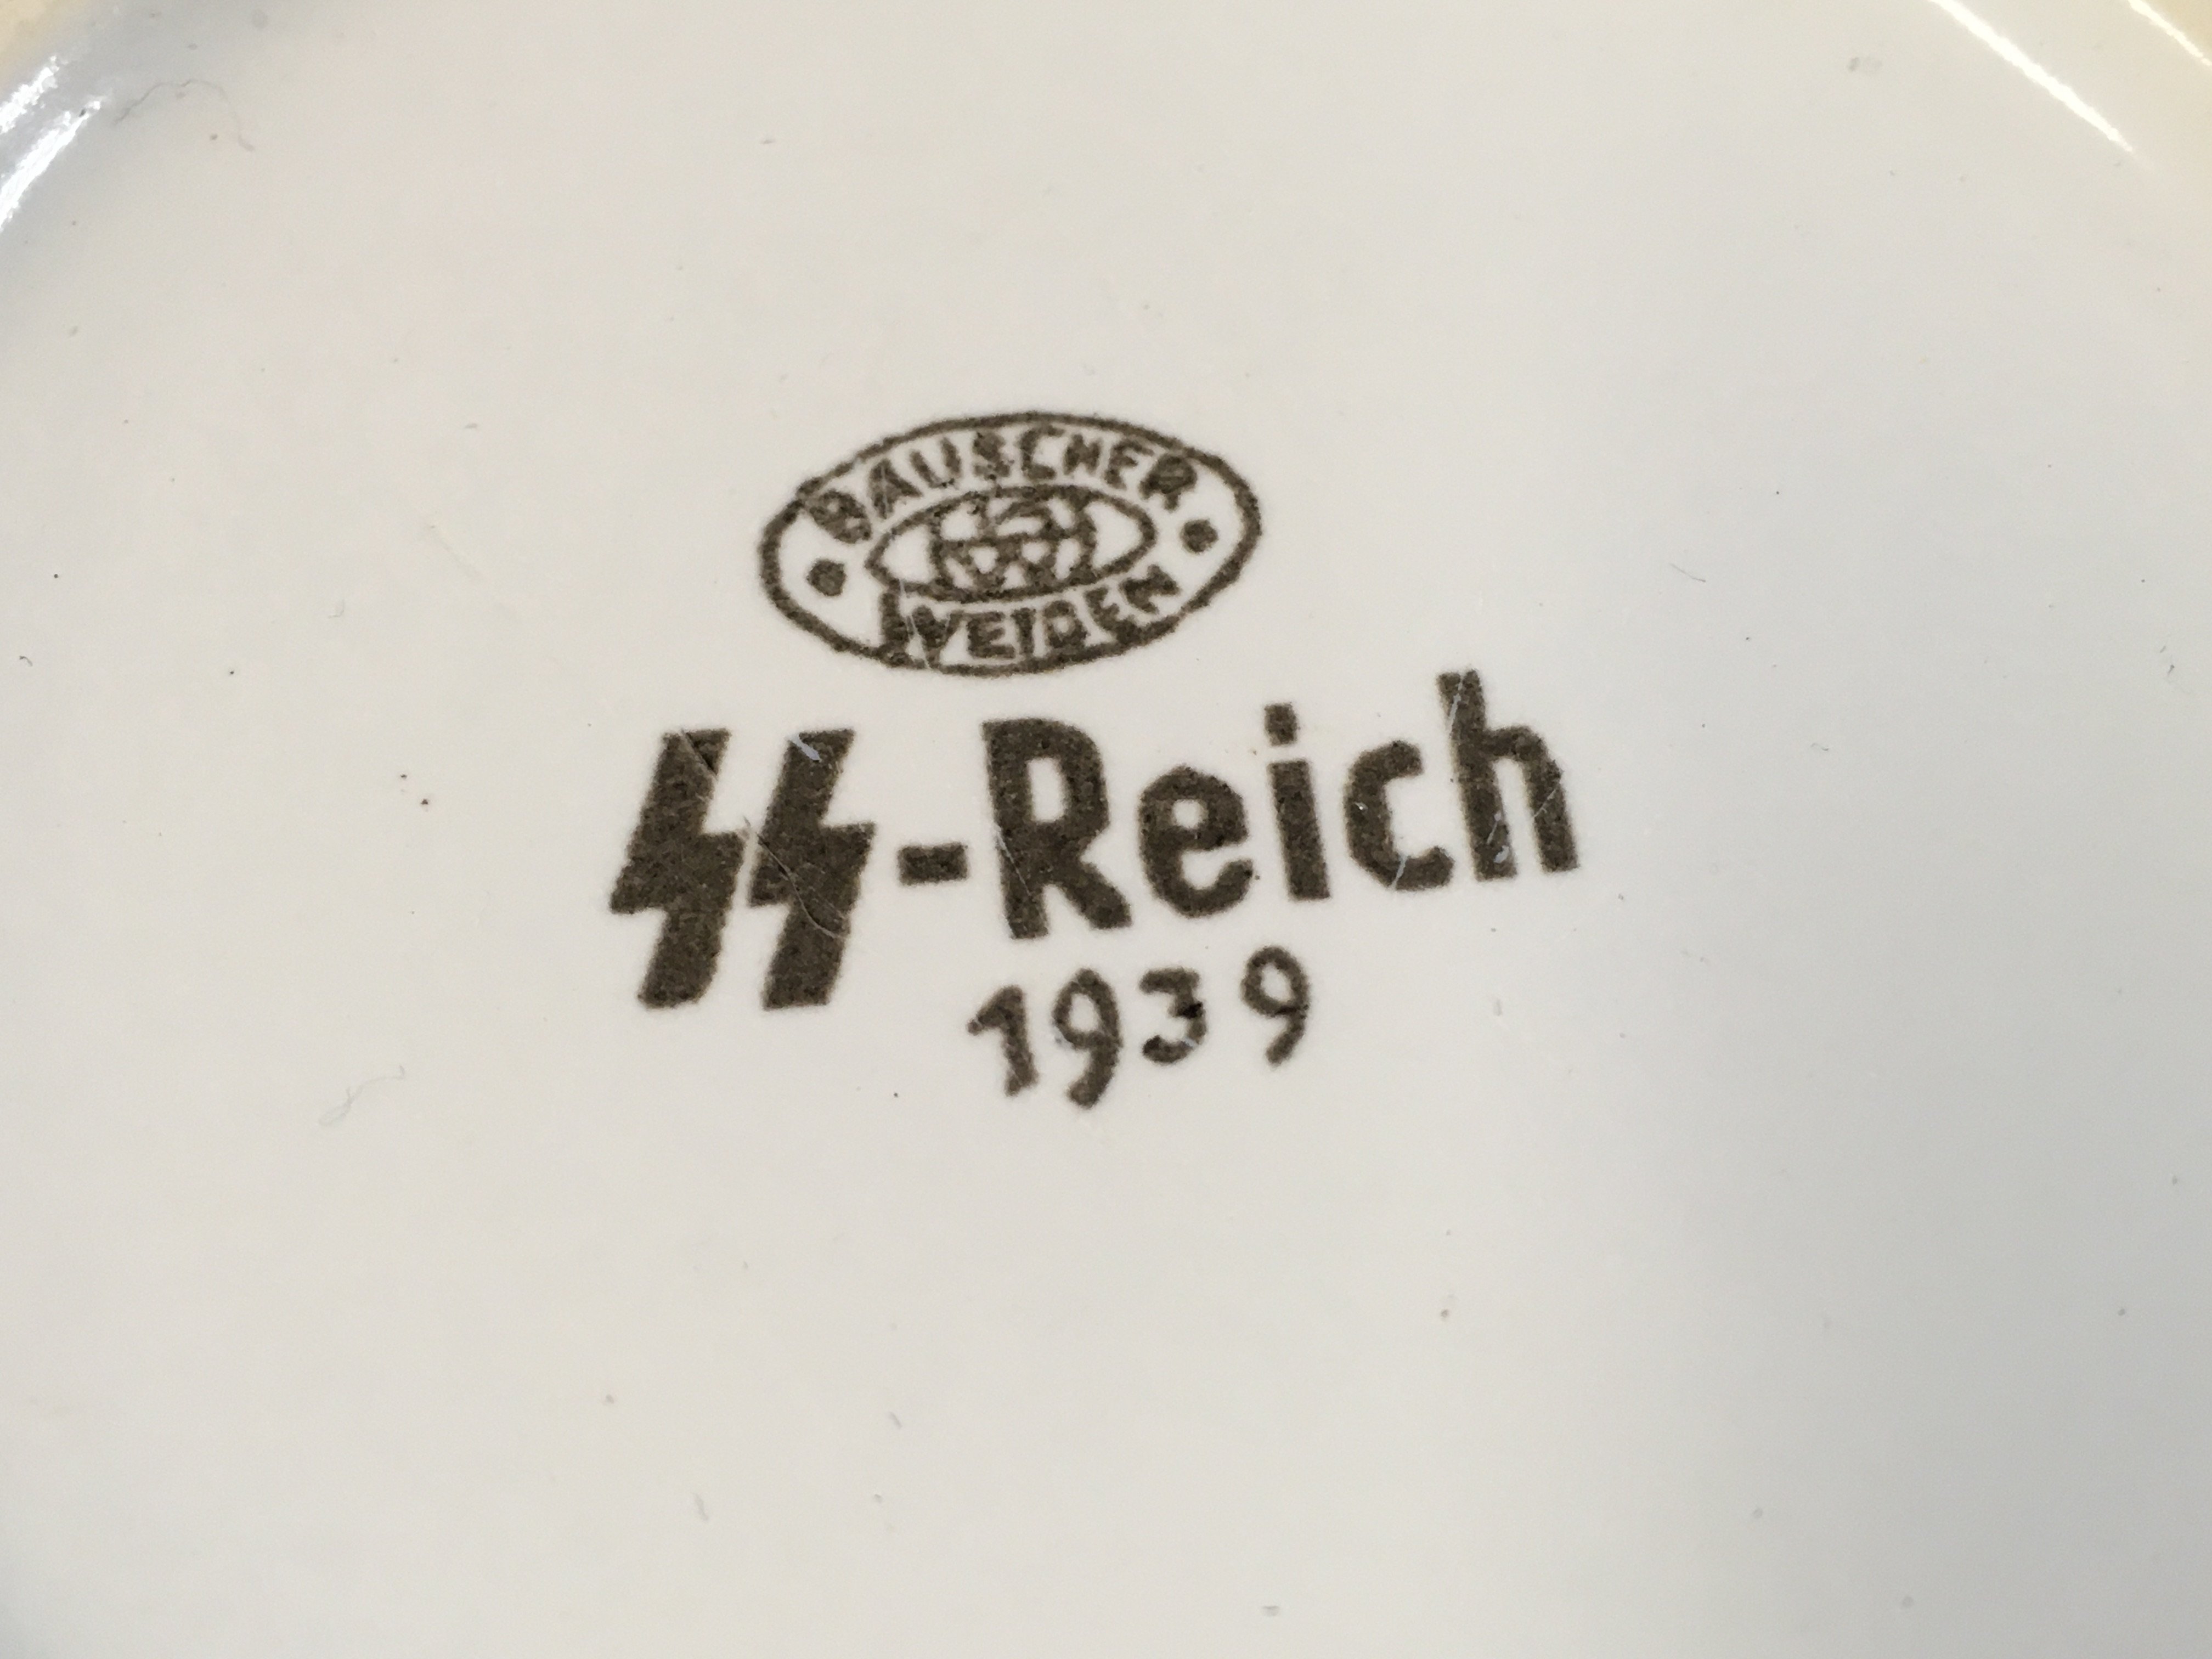 BAUSCHER
WEIDEN
SS-Reich
1939